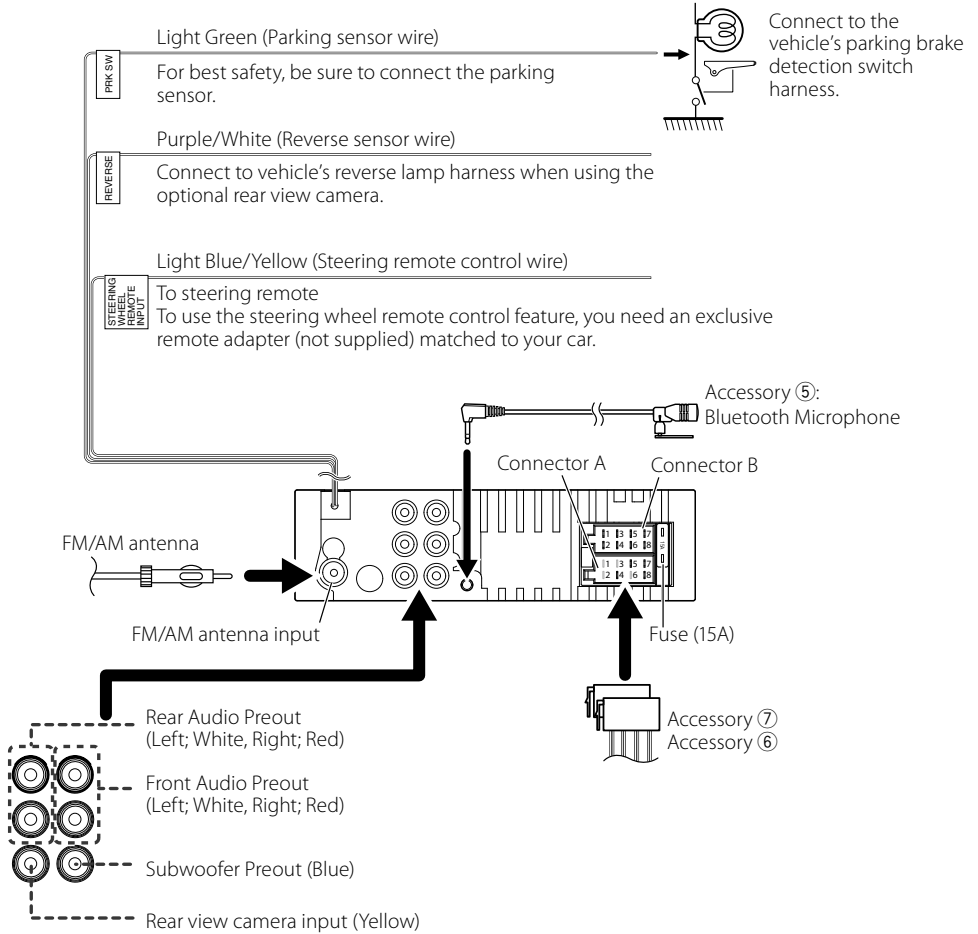 Light Green (Parking sensor wire)
PRK SW
For best safety, be sure to connect the parking
sensor.
Connect to the
vehicle's parking brake
detection switch
harness.
Purple/White (Reverse sensor wire)
REVERSE
Connect to vehicle's reverse lamp harness when using the
optional rear view camera.
Light Blue/Yellow (Steering remote control wire)
STEERING
WHEEL
REMOTE
INPUT
To steering remote
To use the steering wheel remote control feature, you need an exclusive
remote adapter (not supplied) matched to your car.
Accessory ⑤:
Bluetooth Microphone
Connector A
Connector B
1 3 5 7
2 4 6 8
1 3 5 7
2 4 6 8
15
FM/AM antenna
FM/AM antenna input
Fuse (15A)
Accessory ⑦
Accessory ⑥
Rear Audio Preout
(Left; White, Right; Red)
Front Audio Preout
(Left; White, Right; Red)
Subwoofer Preout (Blue)
Rear view camera input (Yellow)